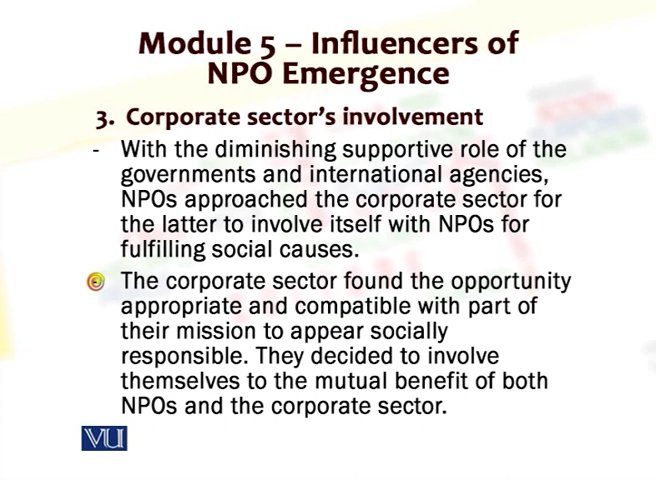 Module 5 – Influencers of
NPO Emergence
3. Corporate sector's involvement
- With the diminishing supportive role of the
governments and international agencies,
NPOs approached the corporate sector for
the latter to involve itself with NPOs for
fulfilling social causes.
The corporate sector found the opportunity
appropriate and compatible with part of
their mission to appear socially
responsible. They decided to involve
themselves to the mutual benefit of both
NPOs and the corporate sector.
VU